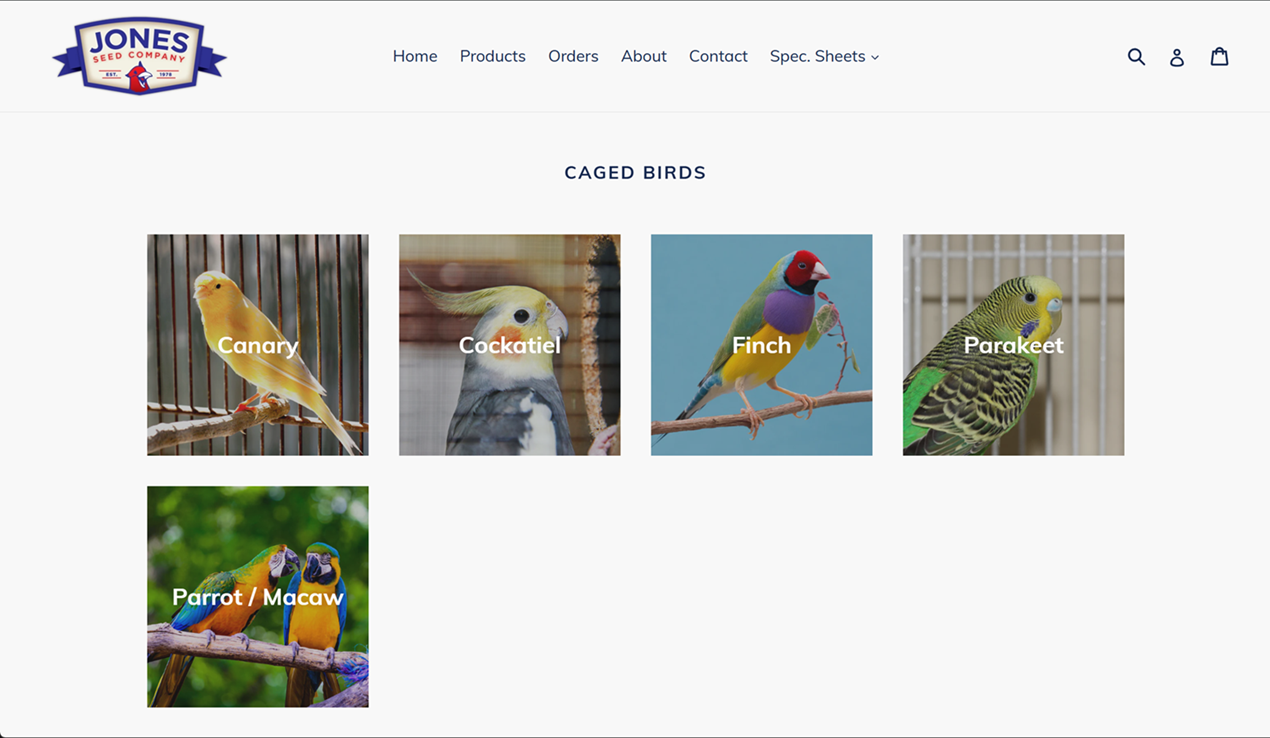 JONES
SEED COMPANY
EST. 1979
Home Products Orders About Contact Spec. Sheets
CAGED BIRDS
Canary Cockatiel Finch Parakeet
Parrot / Macaw